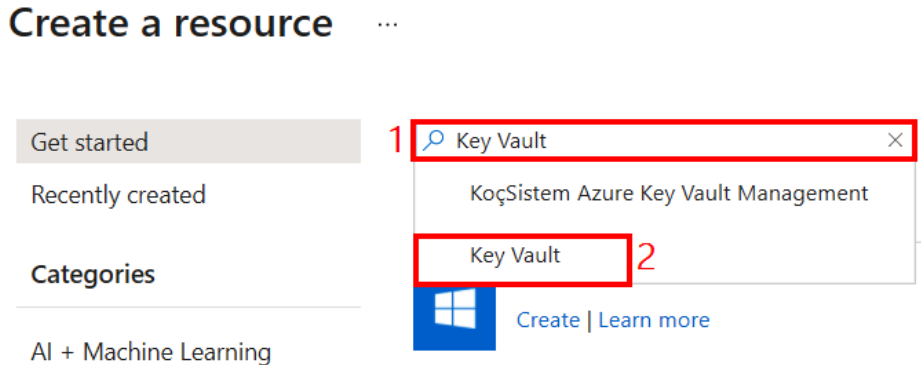 Create a resource ...
Get started
Recently created
Categories
AI + Machine Learning
1 Key Vault
KoçSistem Azure Key Vault Management
Key Vault 2
Create | Learn more